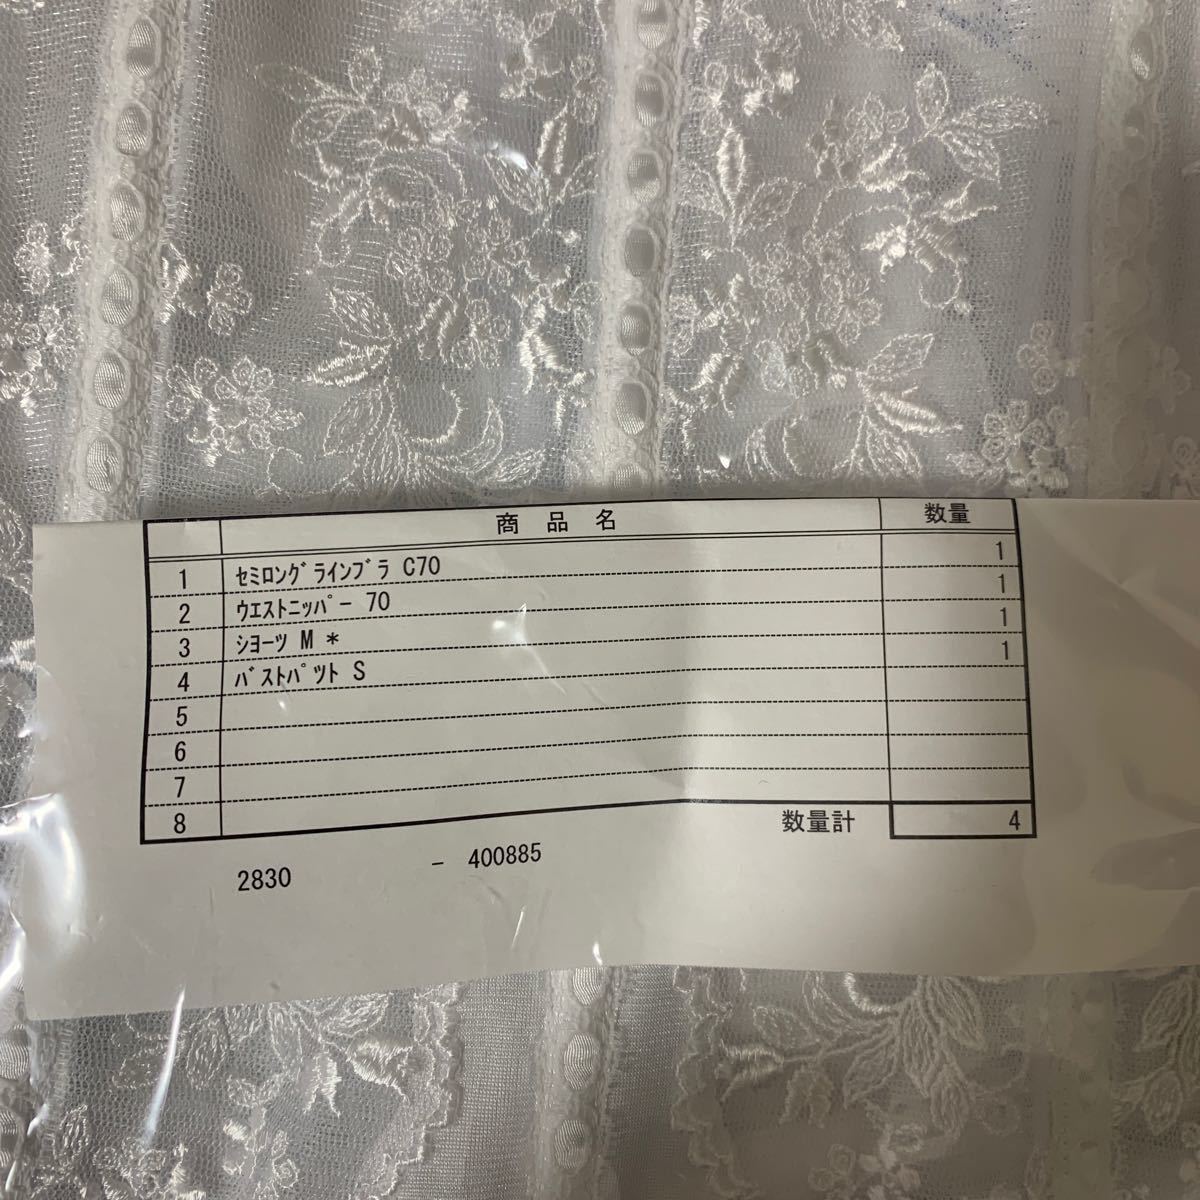 商品名 数量
1 ｾﾐﾛﾝｸﾞﾗｲﾝﾌﾞﾗ C70 1
2 ｳｴｽﾄﾆｯﾊﾟｰ 70 1
3 ｼﾖｰﾂ M * 1
4 ﾊﾞｽﾄﾊﾟﾂﾄ S 1
5
6
7
8
数量計 4
2830 － 400885